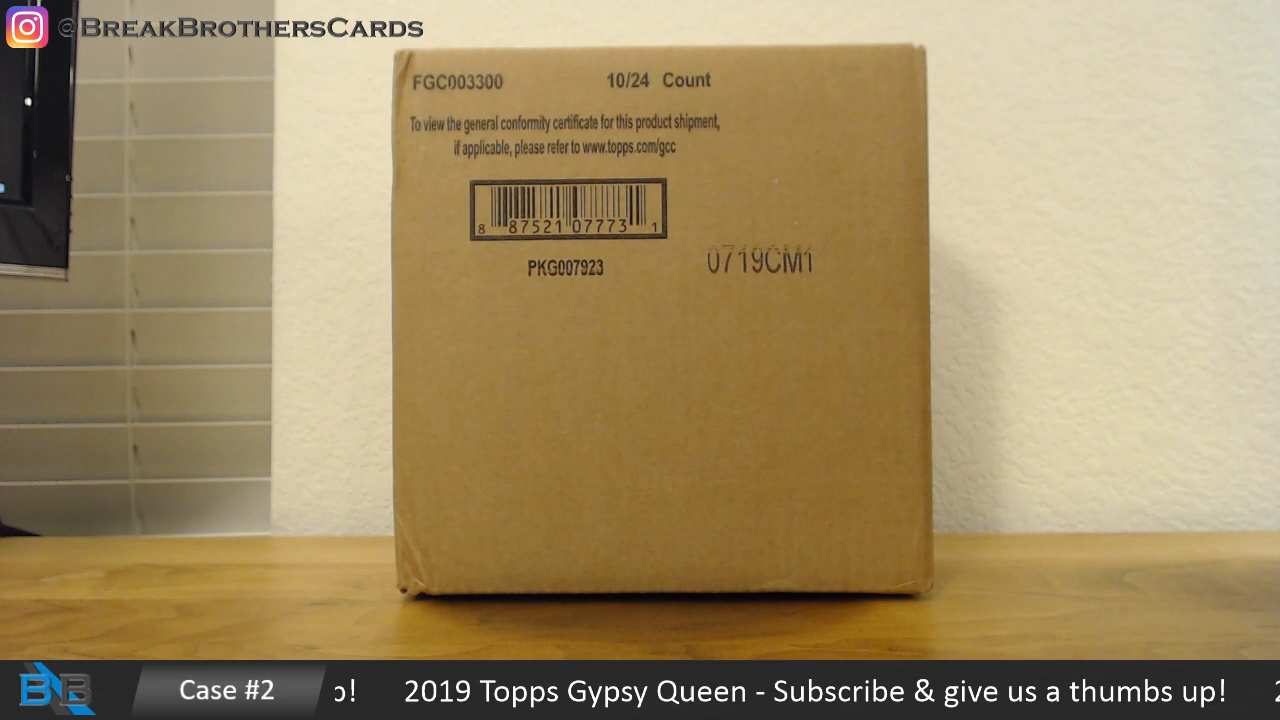 @BreakBrothersCards
FGC003300 10/24 Count
To view the general conformity certificate for this product shipment,
if applicable, please refer to www.topps.com/gcc
8 87521 07773 1
PKG007923 0719CM1
BNB Case #2 p! 2019 Topps Gypsy Queen - Subscribe & give us a thumbs up!